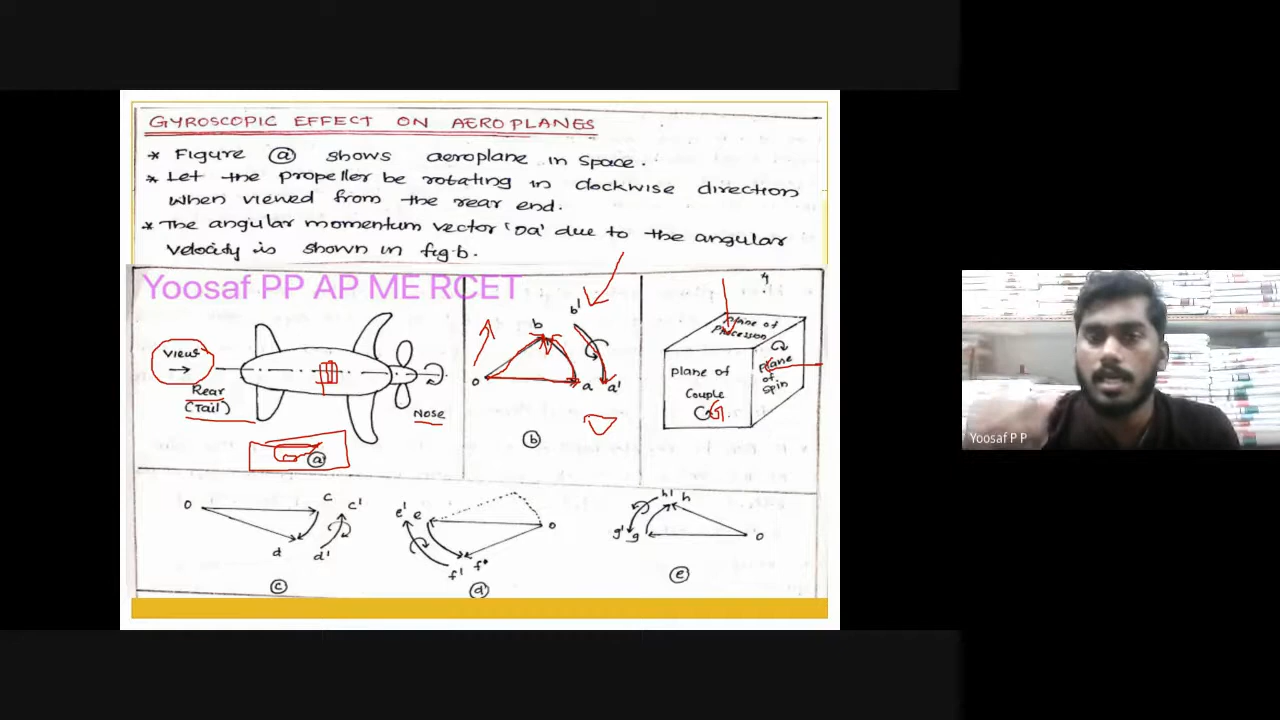 GYROSCOPIC EFFECT ON AEROPLANES
* Figure ⓐ shows aeroplane in Space.
* Let the propeller be rotating in clockwise direction
when viewed from the rear end.
* The angular momentum vector 'oa' due to the angular
velocity is shown in fig.b.
Yoosaf PP AP ME RCET
View
Rear
(Tail)
Nose
a
o b a b' a'
b
Plane of
Precession
plane of
Couple
Plane
of
Spin
G
o c d c' d'
c
e' e o f' f
d
h' h g' g o
e
Yoosaf P P